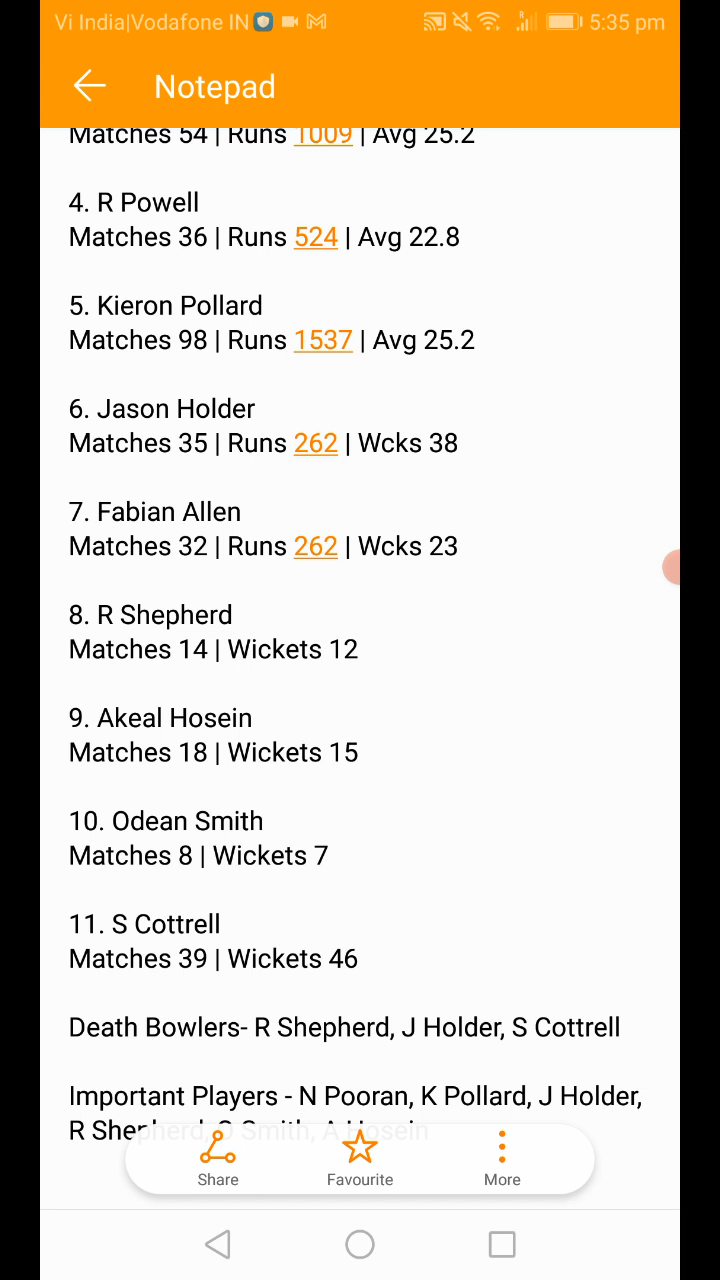 Vi India|Vodafone IN 5:35 pm
Notepad
Matches 54 | Runs 1009 | Avg 25.2
4. R Powell
Matches 36 | Runs 524 | Avg 22.8
5. Kieron Pollard
Matches 98 | Runs 1537 | Avg 25.2
6. Jason Holder
Matches 35 | Runs 262 | Wcks 38
7. Fabian Allen
Matches 32 | Runs 262 | Wcks 23
8. R Shepherd
Matches 14 | Wickets 12
9. Akeal Hosein
Matches 18 | Wickets 15
10. Odean Smith
Matches 8 | Wickets 7
11. S Cottrell
Matches 39 | Wickets 46
Death Bowlers- R Shepherd, J Holder, S Cottrell
Important Players - N Pooran, K Pollard, J Holder,
R Shepherd, O Smith, A Hosein
Share Favourite More